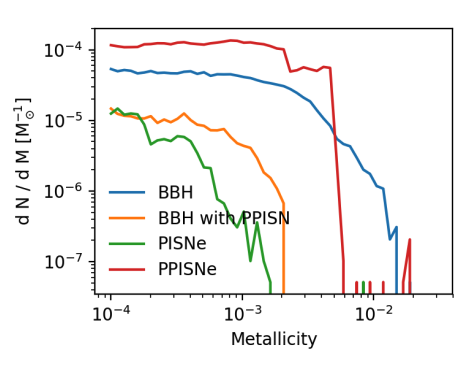 10⁻⁴
10⁻⁵
10⁻⁶
10⁻⁷
d N / d M [M⊙⁻¹]
BBH
BBH with PPISN
PISNe
PPISNe
10⁻⁴ 10⁻³ 10⁻²
Metallicity